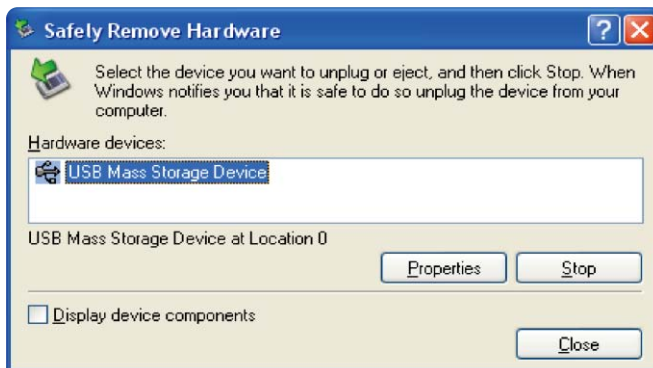 Safely Remove Hardware
Select the device you want to unplug or eject, and then click Stop. When
Windows notifies you that it is safe to do so unplug the device from your
computer.
Hardware devices:
USB Mass Storage Device
USB Mass Storage Device at Location 0
Properties
Stop
Display device components
Close